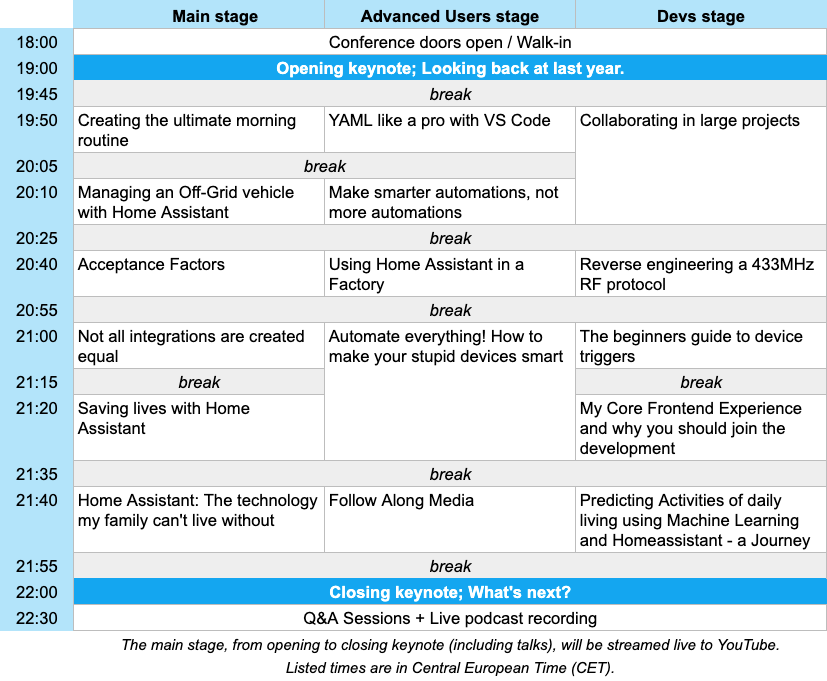 Main stage Advanced Users stage Devs stage
18:00 Conference doors open / Walk-in
19:00 Opening keynote; Looking back at last year.
19:45 break
19:50 Creating the ultimate morning routine YAML like a pro with VS Code Collaborating in large projects
20:05 break
20:10 Managing an Off-Grid vehicle with Home Assistant Make smarter automations, not more automations
20:25 break
20:40 Acceptance Factors Using Home Assistant in a Factory Reverse engineering a 433MHz RF protocol
20:55 break
21:00 Not all integrations are created equal Automate everything! How to make your stupid devices smart The beginners guide to device triggers
21:15 break break
21:20 Saving lives with Home Assistant My Core Frontend Experience and why you should join the development
21:35 break
21:40 Home Assistant: The technology my family can't live without Follow Along Media Predicting Activities of daily living using Machine Learning and Homeassistant - a Journey
21:55 break
22:00 Closing keynote; What's next?
22:30 Q&A Sessions + Live podcast recording
The main stage, from opening to closing keynote (including talks), will be streamed live to YouTube.
Listed times are in Central European Time (CET).